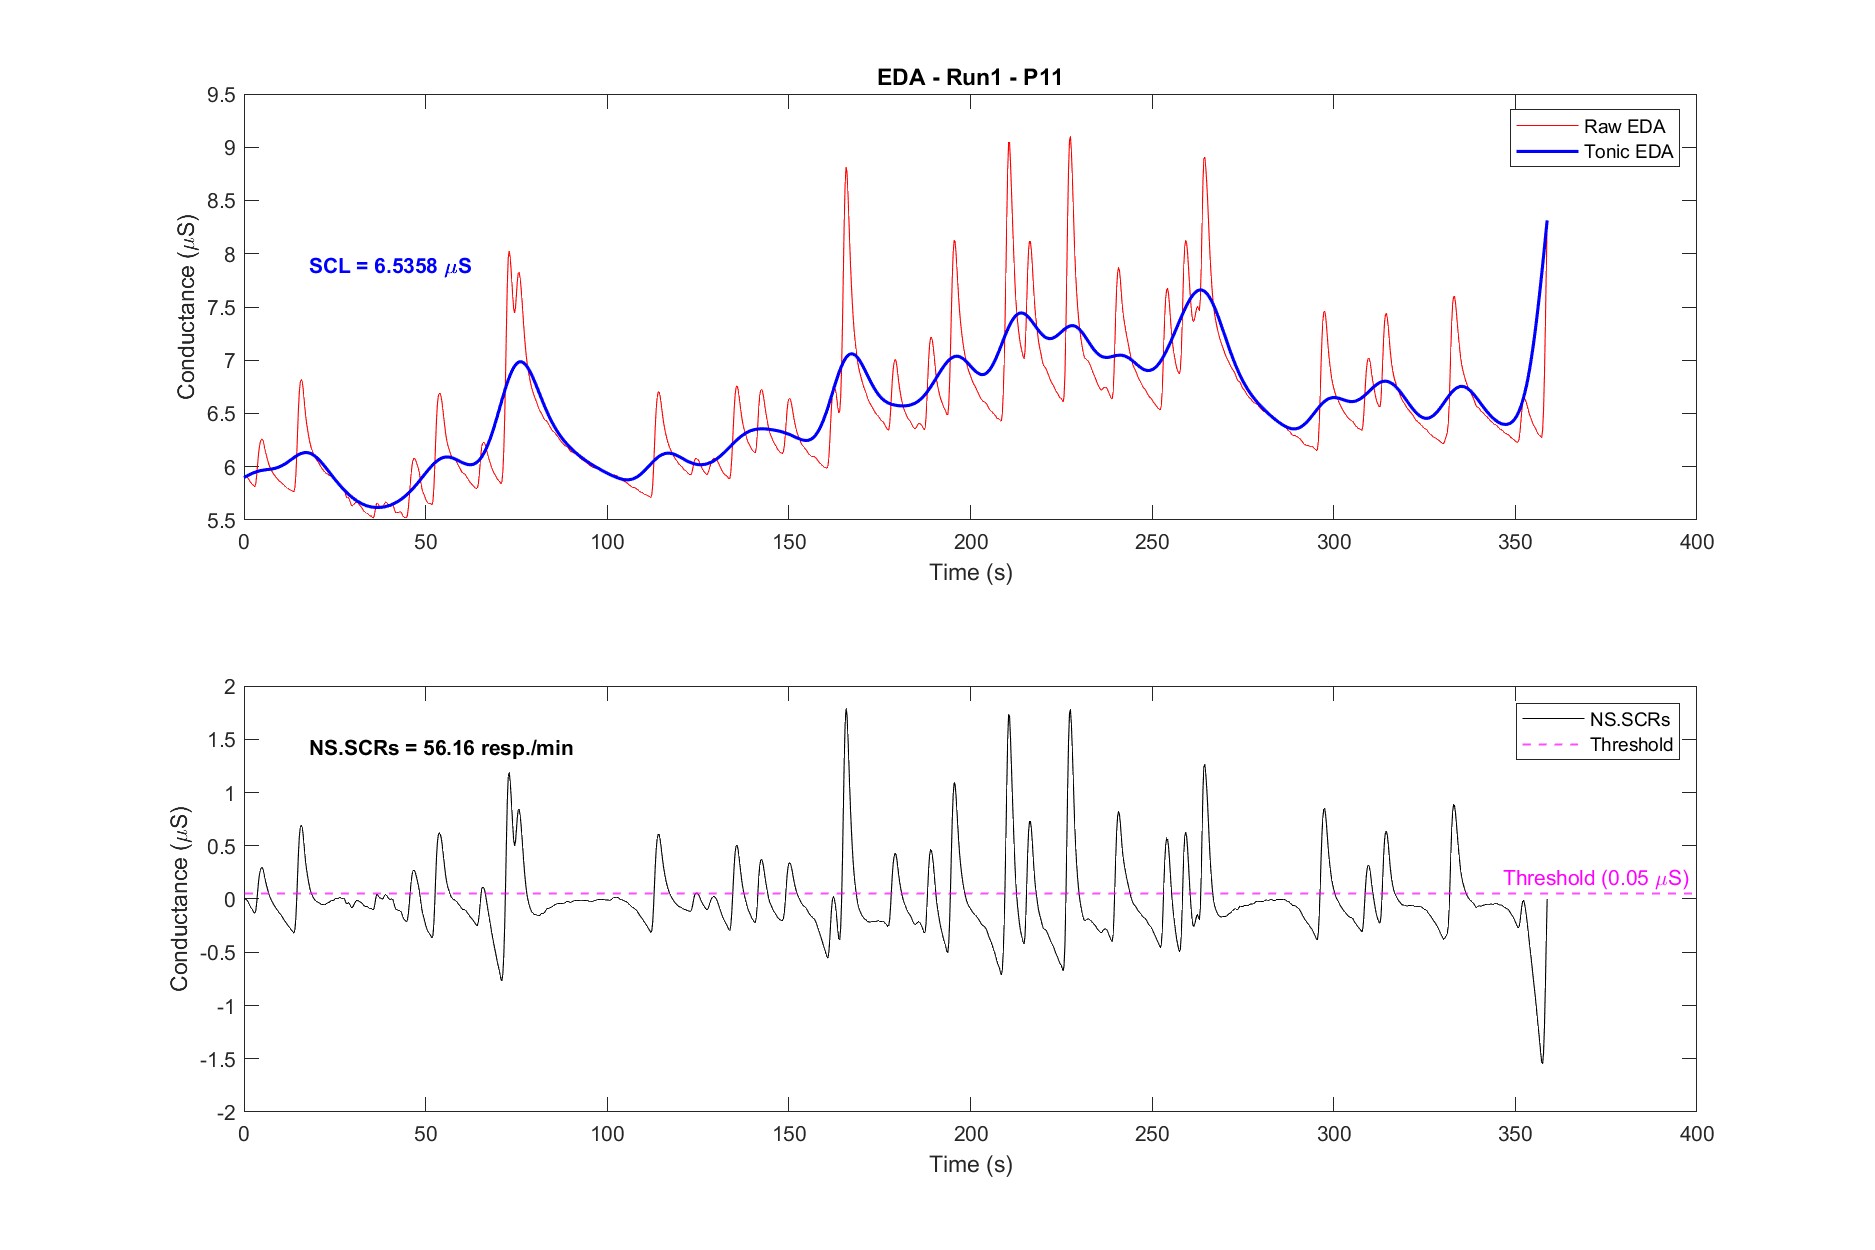 EDA - Run1 - P11
9.5
9
8.5
8
7.5
7
6.5
6
5.5
Conductance (μS)
SCL = 6.5358 μS
Raw EDA
Tonic EDA
0 50 100 150 200 250 300 350 400
Time (s)
2
1.5
1
0.5
0
-0.5
-1
-1.5
-2
Conductance (μS)
NS.SCRs = 56.16 resp./min
NS.SCRs
Threshold
Threshold (0.05 μS)
0 50 100 150 200 250 300 350 400
Time (s)